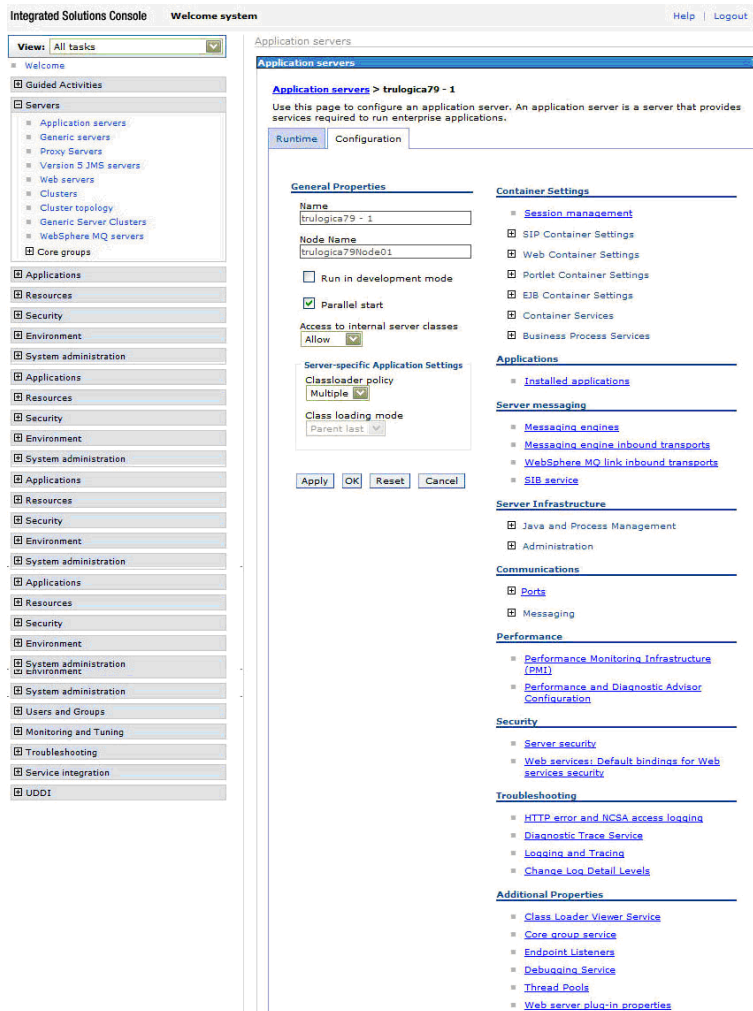 Integrated Solutions Console Welcome system Help | Logout
View: All tasks
Welcome
Guided Activities
Servers
Application servers
Generic servers
Proxy Servers
Version 5 JMS servers
Web servers
Clusters
Cluster topology
Generic Server Clusters
WebSphere MQ servers
Core groups
Applications
Resources
Security
Environment
System administration
Applications
Resources
Security
Environment
System administration
Applications
Resources
Security
Environment
System administration
Applications
Resources
Security
Environment
System administration
Environment
System administration
Users and Groups
Monitoring and Tuning
Troubleshooting
Service integration
UDDI
Application servers
Application servers
Application servers > trulogica79 - 1
Use this page to configure an application server. An application server is a server that provides
services required to run enterprise applications.
Runtime Configuration
General Properties
Name
trulogica79 - 1
Node Name
trulogica79Node01
Run in development mode
Parallel start
Access to internal server classes
Allow
Server-specific Application Settings
Classloader policy
Multiple
Class loading mode
Parent last
Apply OK Reset Cancel
Container Settings
Session management
SIP Container Settings
Web Container Settings
Portlet Container Settings
EJB Container Settings
Container Services
Business Process Services
Applications
Installed applications
Server messaging
Messaging engines
Messaging engine inbound transports
WebSphere MQ link inbound transports
SIB service
Server Infrastructure
Java and Process Management
Administration
Communications
Ports
Messaging
Performance
Performance Monitoring Infrastructure
(PMI)
Performance and Diagnostic Advisor
Configuration
Security
Server security
Web services: Default bindings for Web
services security
Troubleshooting
HTTP error and NCSA access logging
Diagnostic Trace Service
Logging and Tracing
Change Log Detail Levels
Additional Properties
Class Loader Viewer Service
Core group service
Endpoint Listeners
Debugging Service
Thread Pools
Web server plug-in properties